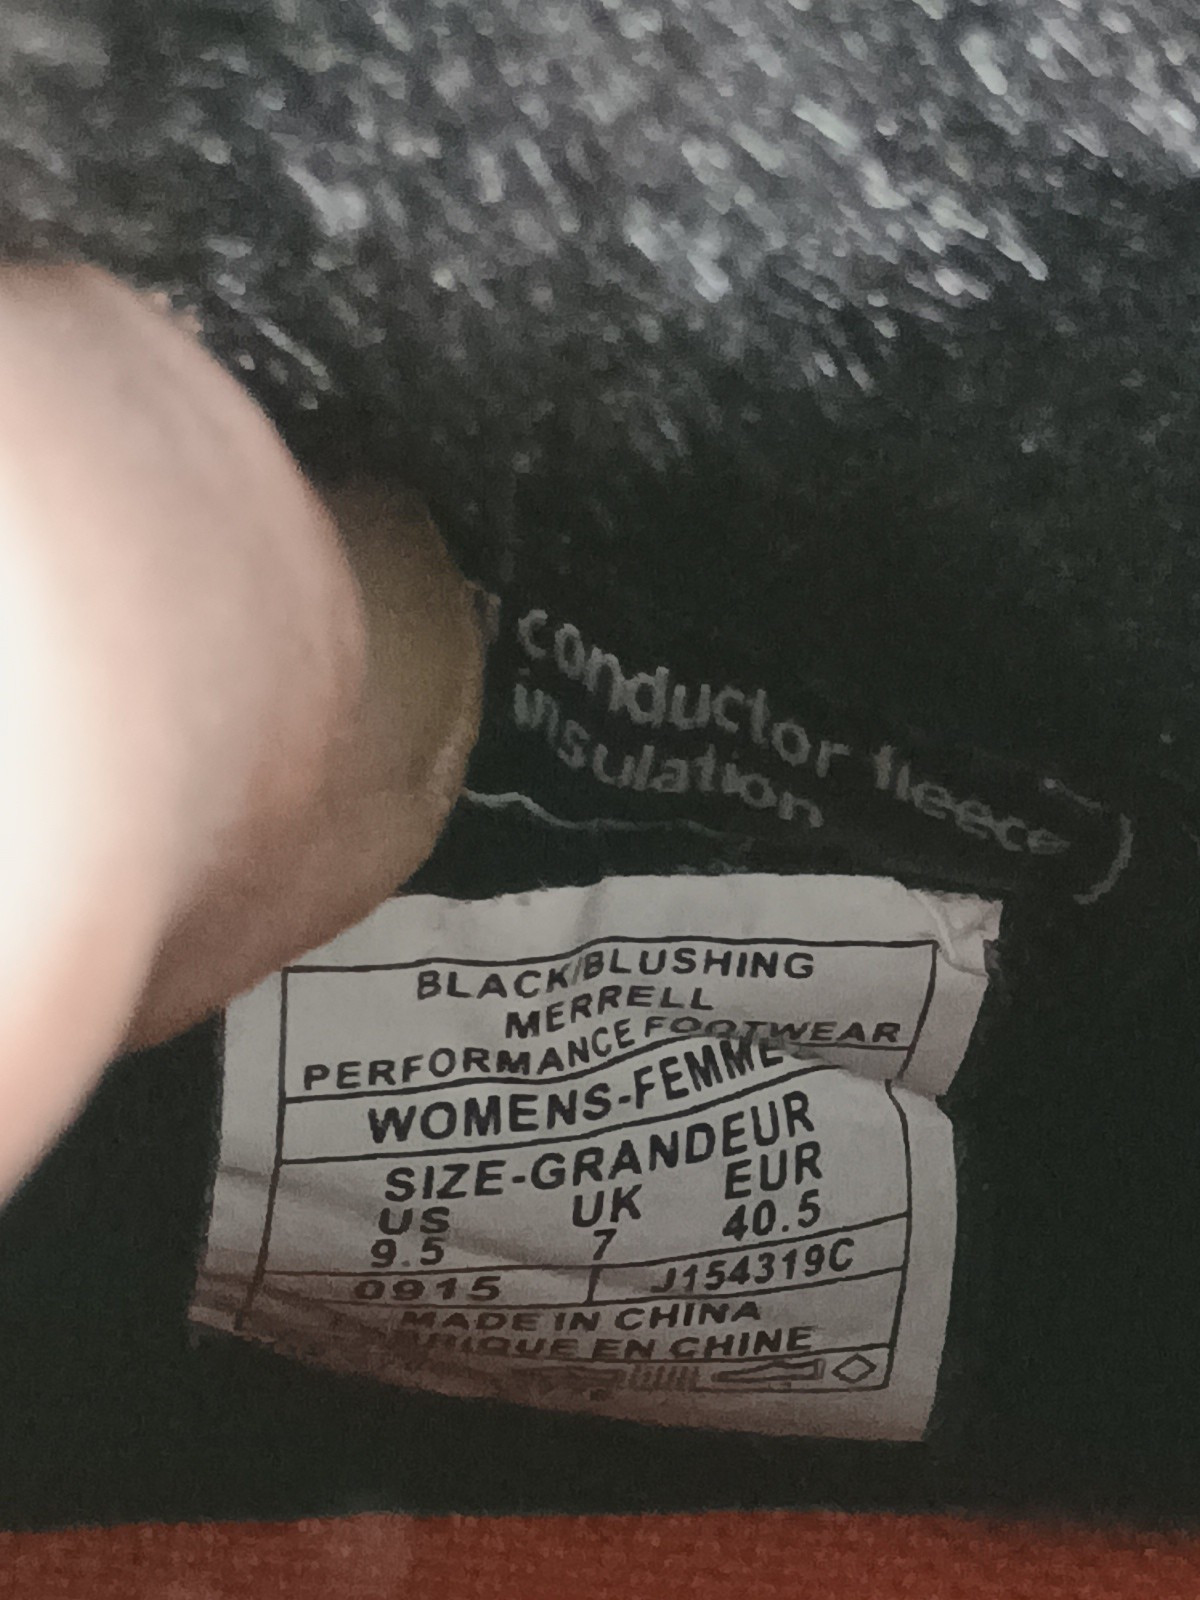 conductor fleece
insulation
BLACK/BLUSHING
MERRELL
PERFORMANCE FOOTWEAR
WOMENS-FEMME
SIZE-GRANDEUR
US UK EUR
9.5 7 40.5
0915 J154319C
MADE IN CHINA
EN CHINE